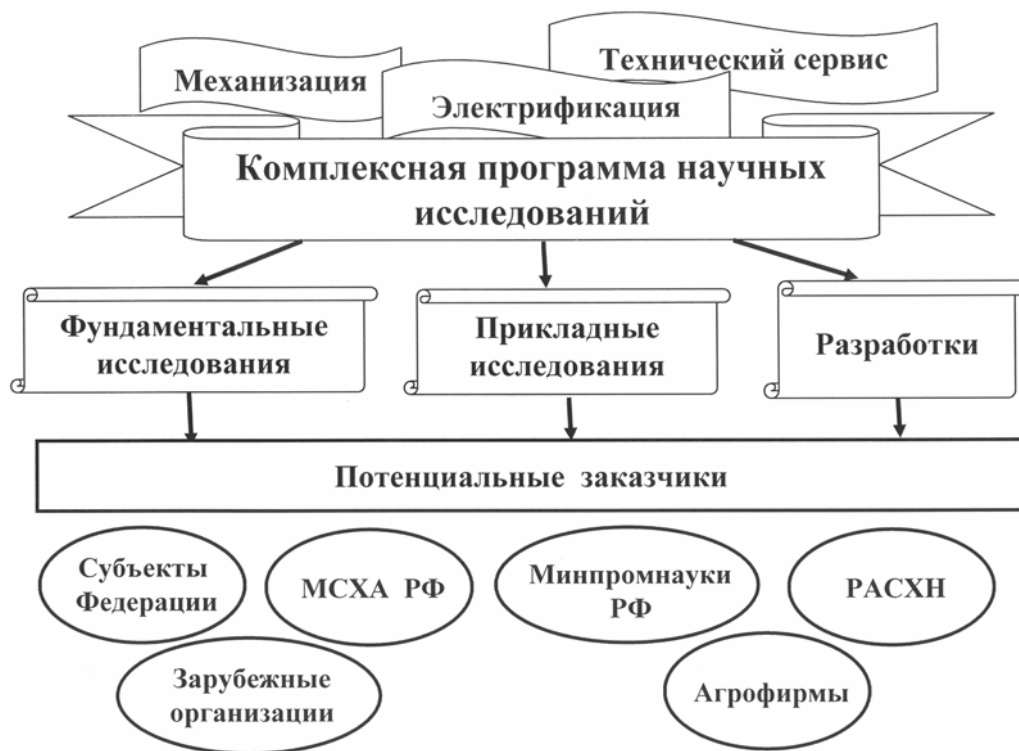 Механизация
Технический сервис
Электрификация
Комплексная программа научных
исследований
Фундаментальные
исследования
Прикладные
исследования
Разработки
Потенциальные заказчики
Субъекты
Федерации
МСХА РФ
Минпромнауки
РФ
РАСХН
Зарубежные
организации
Агрофирмы